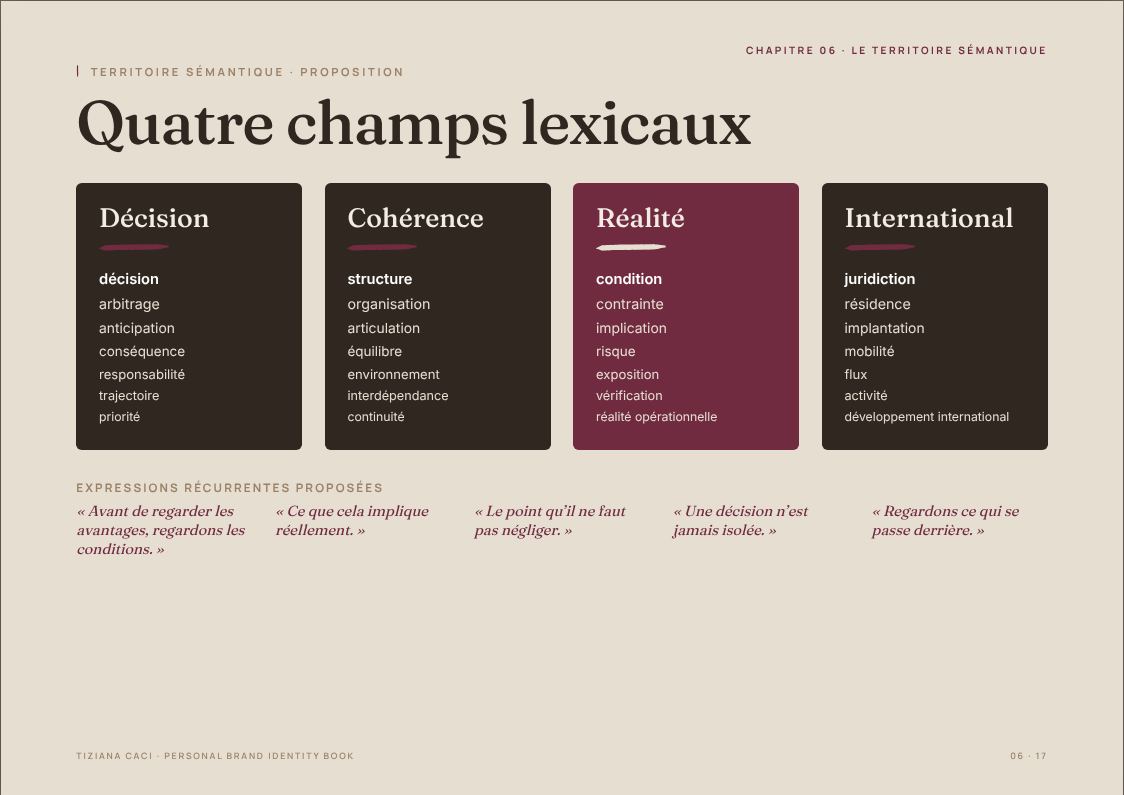 CHAPITRE 06 · LE TERRITOIRE SÉMANTIQUE
TERRITOIRE SÉMANTIQUE · PROPOSITION
Quatre champs lexicaux
Décision
décision
arbitrage
anticipation
conséquence
responsabilité
trajectoire
priorité
Cohérence
structure
organisation
articulation
équilibre
environnement
interdépendance
continuité
Réalité
condition
contrainte
implication
risque
exposition
vérification
réalité opérationnelle
International
juridiction
résidence
implantation
mobilité
flux
activité
développement international
EXPRESSIONS RÉCURRENTES PROPOSÉES
« Avant de regarder les
avantages, regardons les
conditions. »
« Ce que cela implique
réellement. »
« Le point qu’il ne faut
pas négliger. »
« Une décision n’est
jamais isolée. »
« Regardons ce qui se
passe derrière. »
TIZIANA CACI · PERSONAL BRAND IDENTITY BOOK
06 · 17